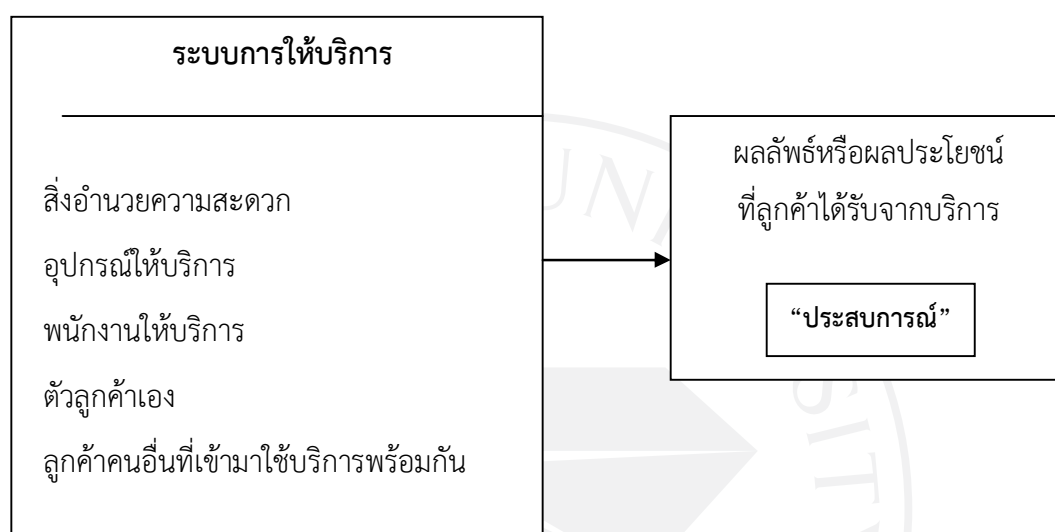 ระบบการให้บริการ
สิ่งอำนวยความสะดวก
อุปกรณ์ให้บริการ
พนักงานให้บริการ
ตัวลูกค้าเอง
ลูกค้าคนอื่นที่เข้ามาใช้บริการพร้อมกัน
ผลลัพธ์หรือผลประโยชน์
ที่ลูกค้าได้รับจากบริการ
“ประสบการณ์”